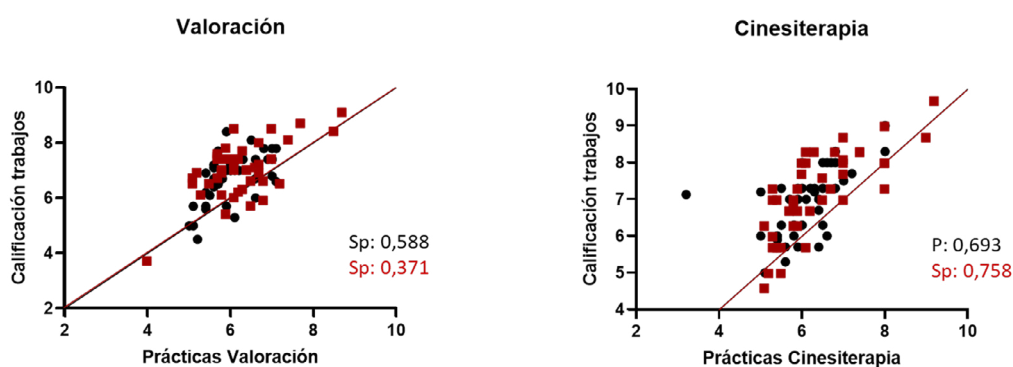 Valoración
Calificación trabajos
10
8
6
4
2
2
4
6
8
10
Prácticas Valoración
Sp: 0,588
Sp: 0,371
Cinesiterapia
Calificación trabajos
10
9
8
7
6
5
4
2
4
6
8
10
Prácticas Cinesiterapia
P: 0,693
Sp: 0,758